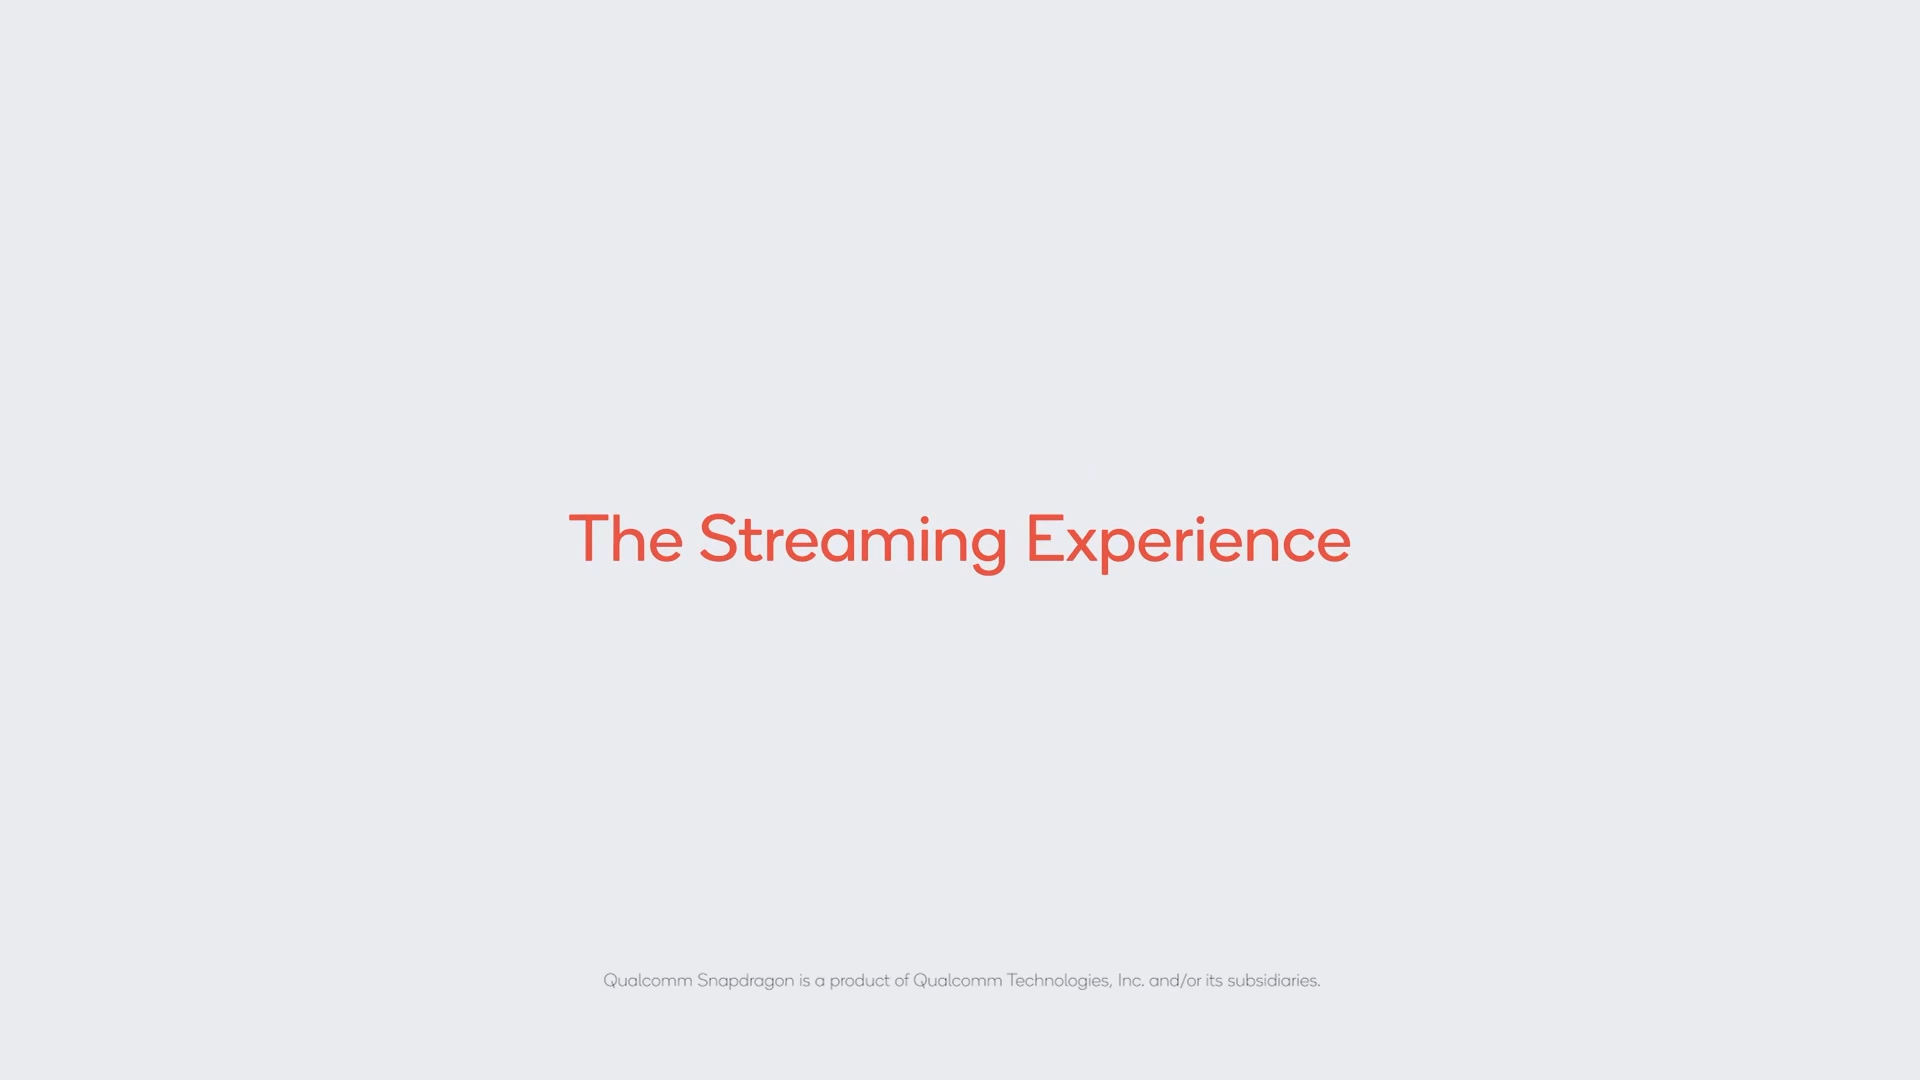 The Streaming Experience
Qualcomm Snapdragon is a product of Qualcomm Technologies, Inc. and/or its subsidiaries.